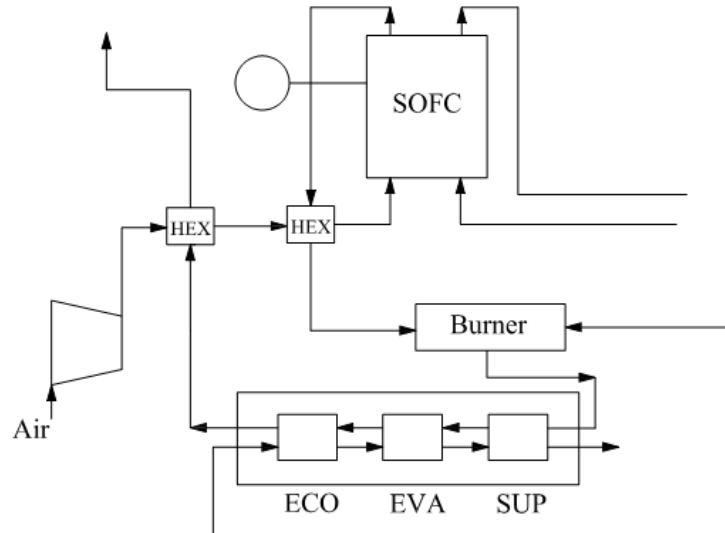 SOFC
HEX
HEX
Burner
Air
ECO
EVA
SUP